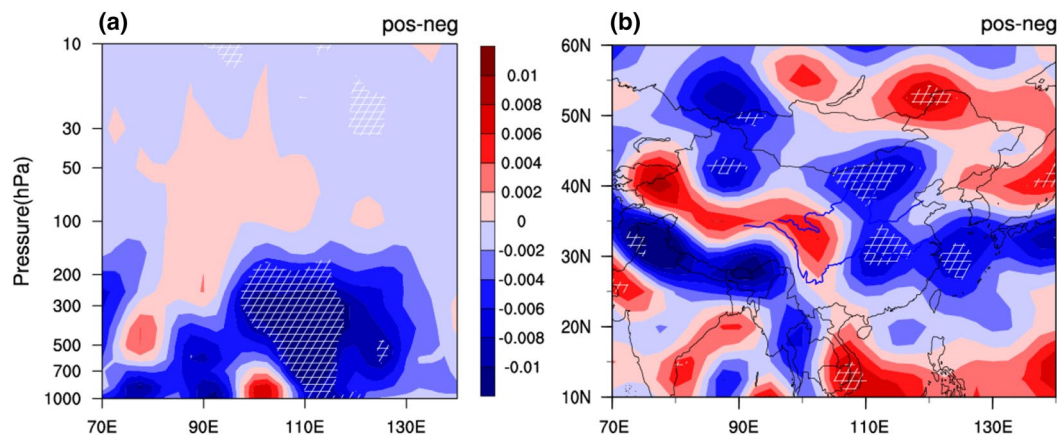 (a) pos-neg
Pressure(hPa)
10
30
50
100
200
300
500
700
1000
70E 90E 110E 130E
0.01
0.008
0.006
0.004
0.002
0
-0.002
-0.004
-0.006
-0.008
-0.01
(b) pos-neg
60N
50N
40N
30N
20N
10N
70E 90E 110E 130E